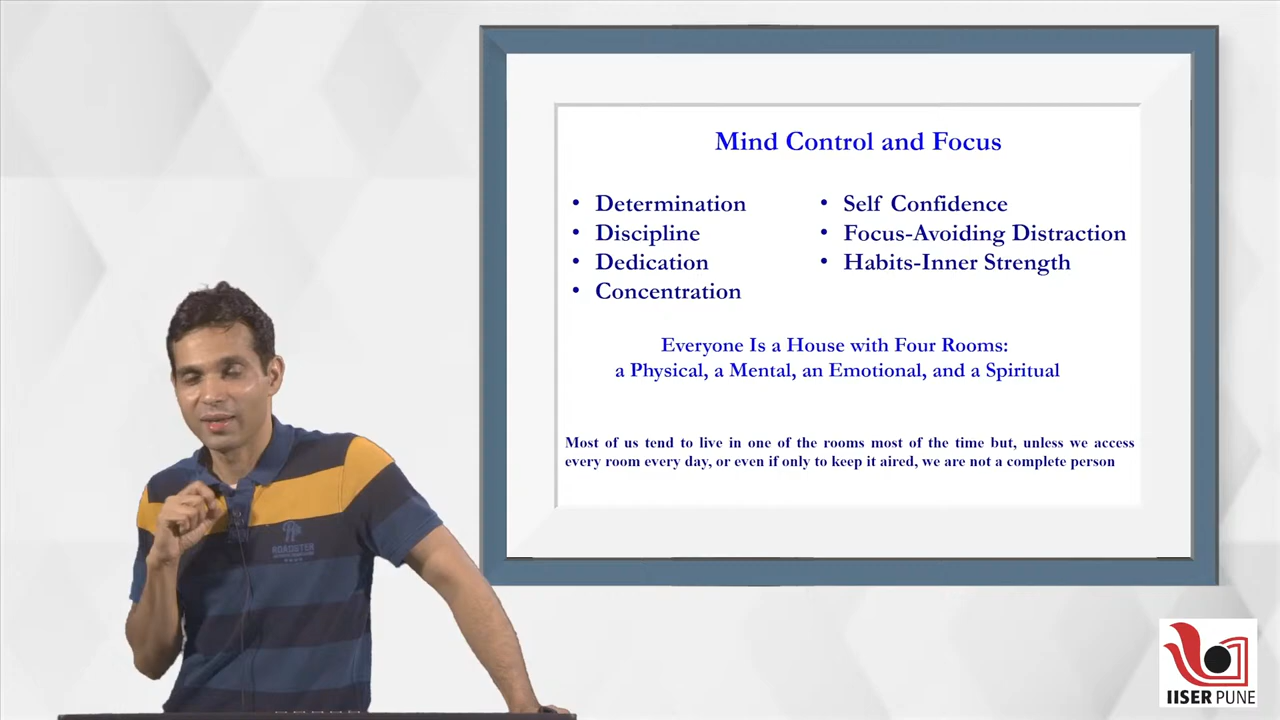 Mind Control and Focus
• Determination
• Discipline
• Dedication
• Concentration
• Self Confidence
• Focus-Avoiding Distraction
• Habits-Inner Strength
Everyone Is a House with Four Rooms:
a Physical, a Mental, an Emotional, and a Spiritual
Most of us tend to live in one of the rooms most of the time but, unless we access
every room every day, or even if only to keep it aired, we are not a complete person
ROADSTER
IISER PUNE